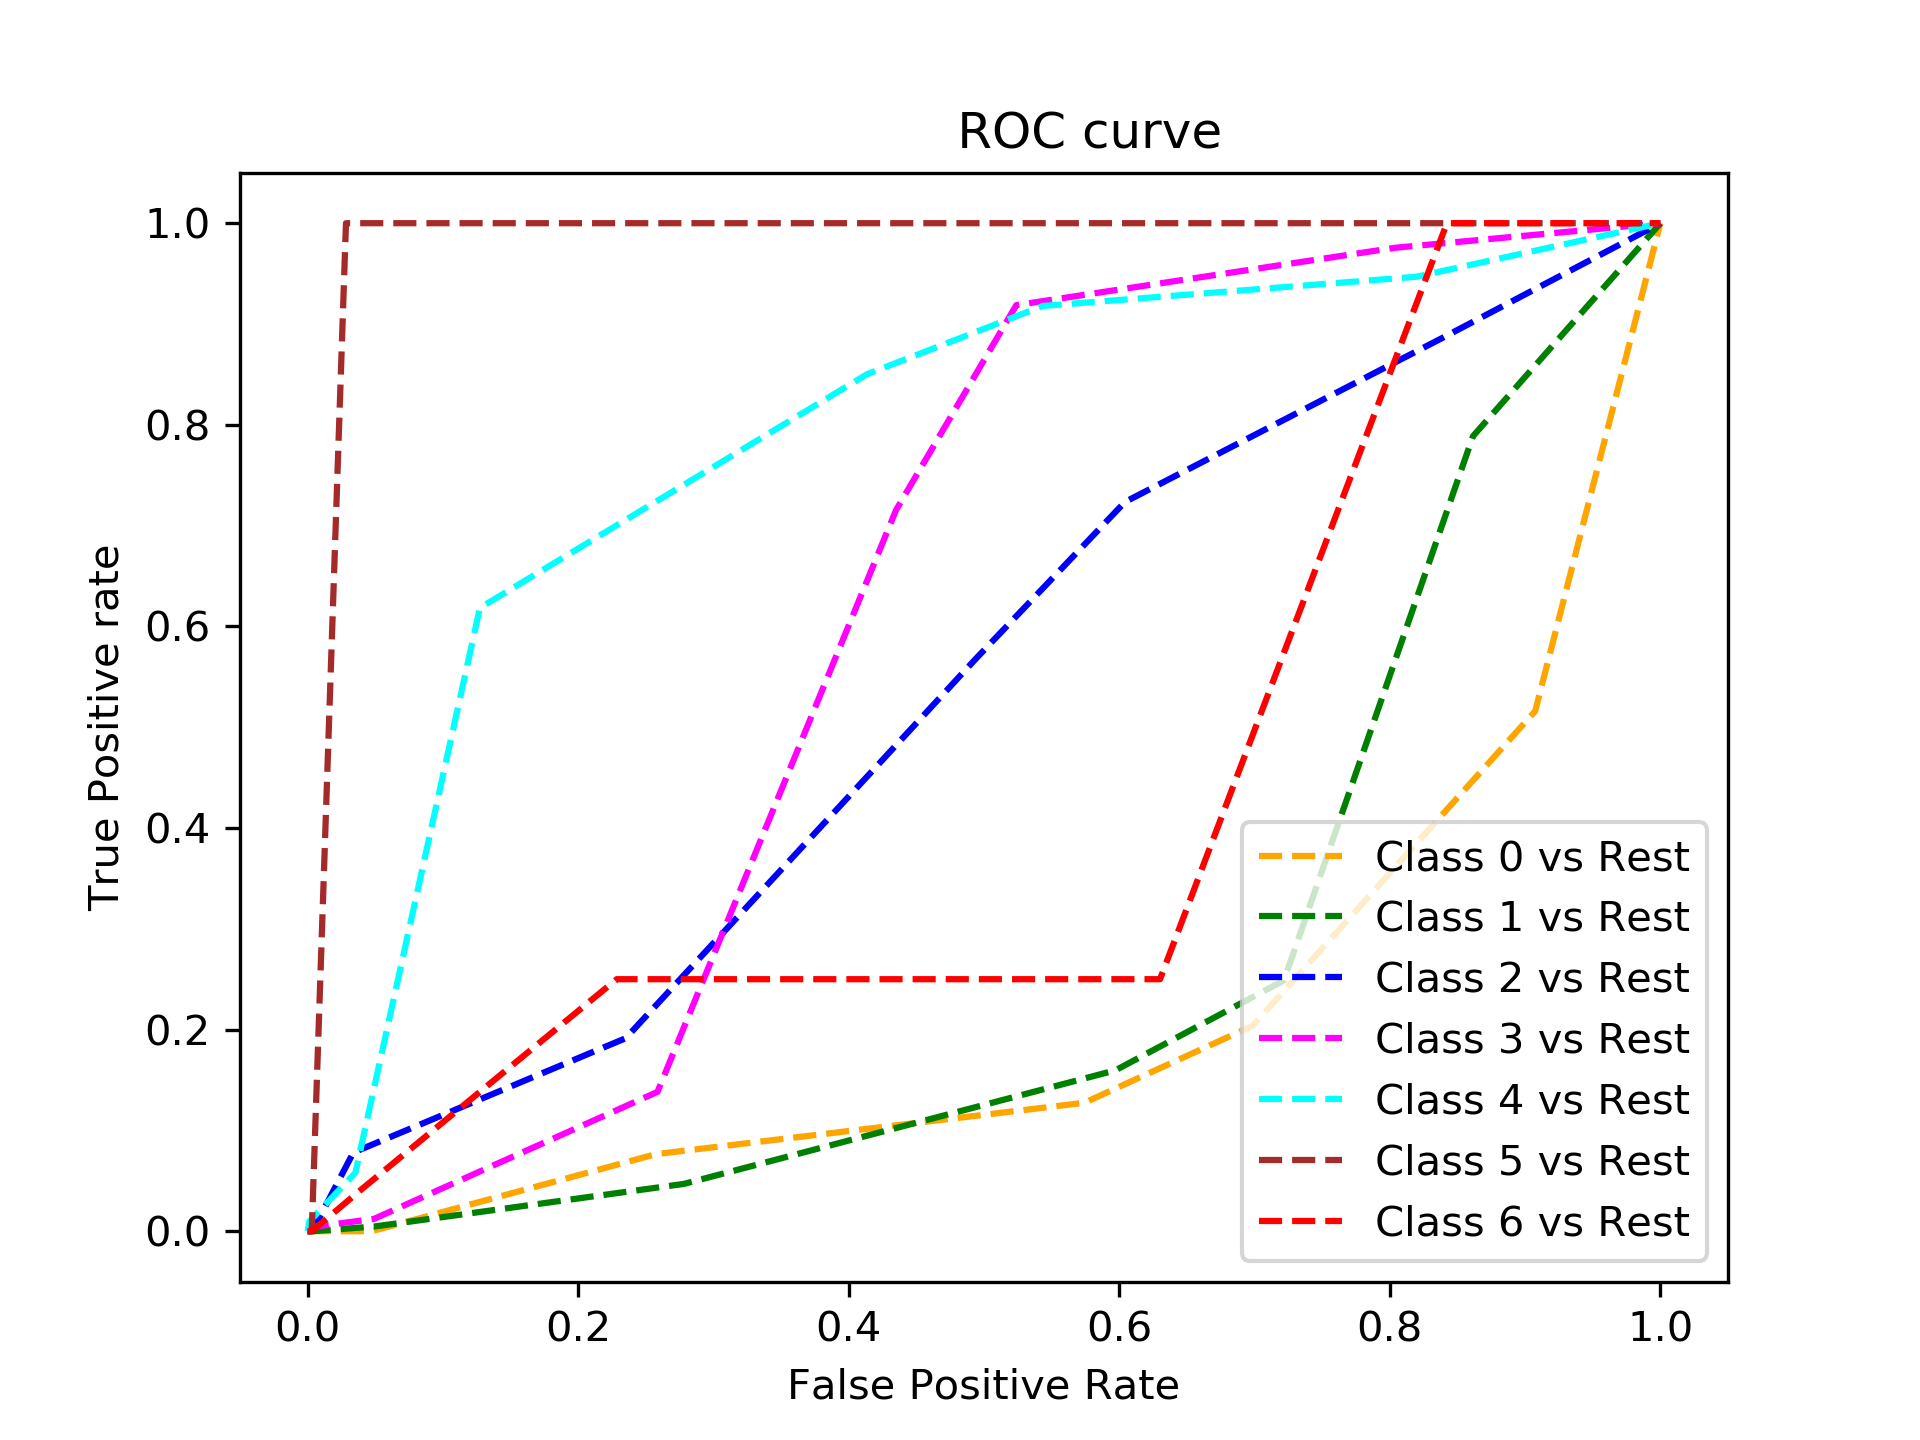 ROC curve
1.0
0.8
0.6
0.4
0.2
0.0
True Positive rate
0.0 0.2 0.4 0.6 0.8 1.0
False Positive Rate
Class 0 vs Rest
Class 1 vs Rest
Class 2 vs Rest
Class 3 vs Rest
Class 4 vs Rest
Class 5 vs Rest
Class 6 vs Rest